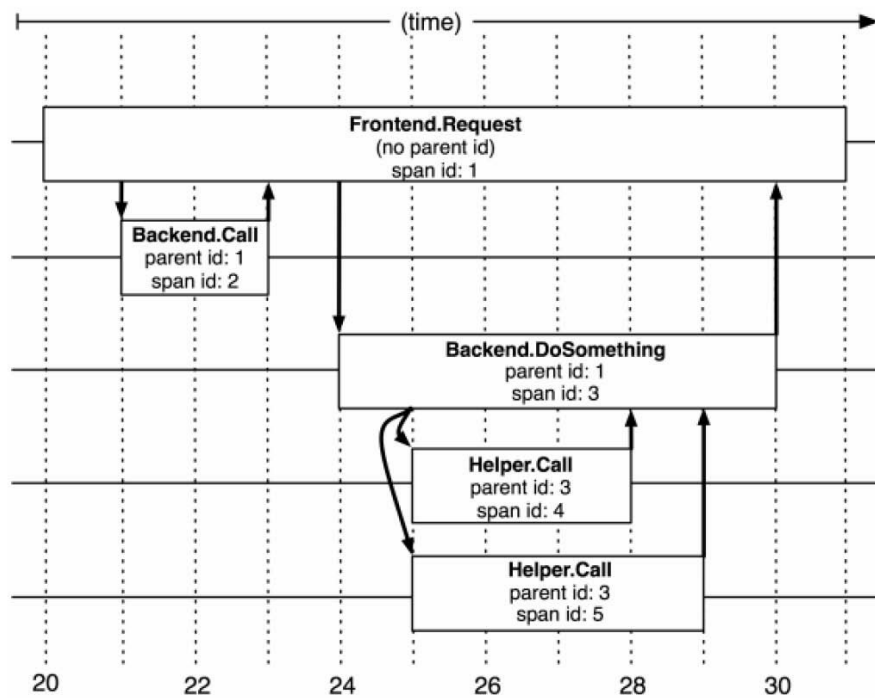 (time)
Frontend.Request
(no parent id)
span id: 1
Backend.Call
parent id: 1
span id: 2
Backend.DoSomething
parent id: 1
span id: 3
Helper.Call
parent id: 3
span id: 4
Helper.Call
parent id: 3
span id: 5
20 22 24 26 28 30